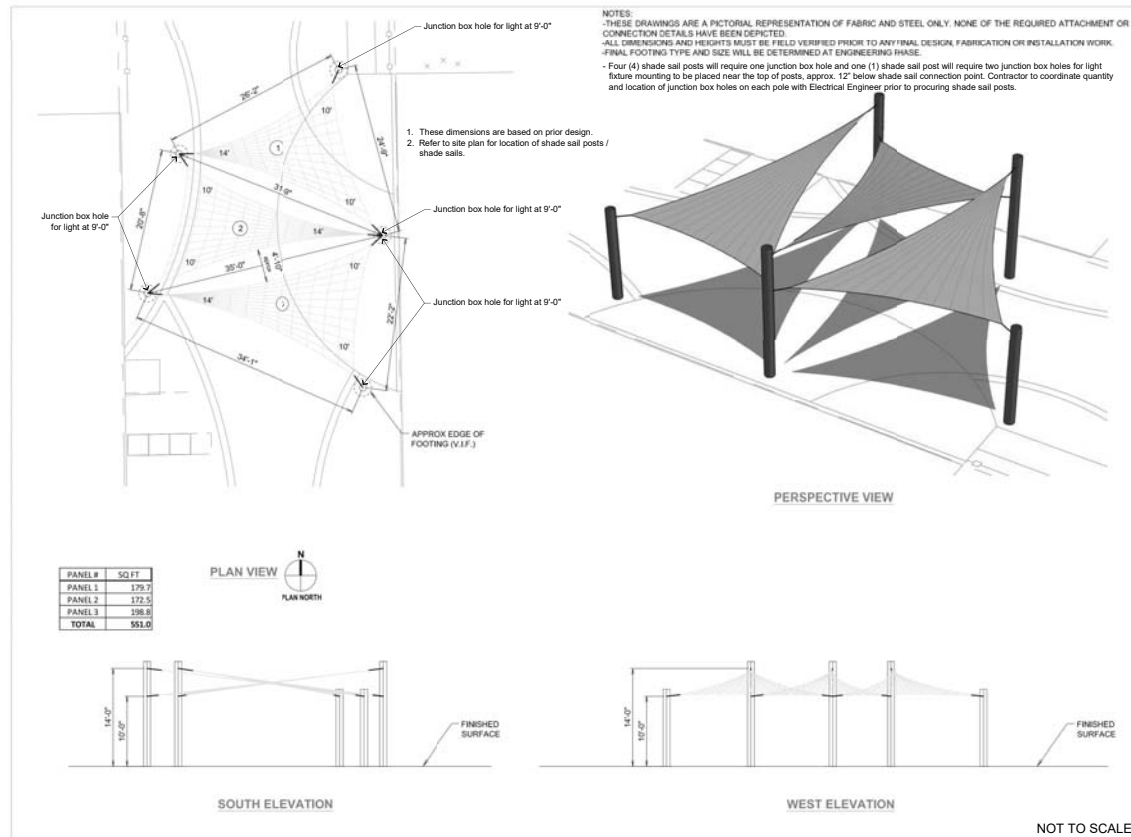 NOTES:
-THESE DRAWINGS ARE A PICTORIAL REPRESENTATION OF FABRIC AND STEEL ONLY. NONE OF THE REQUIRED ATTACHMENT OR
CONNECTION DETAILS HAVE BEEN DEPICTED.
-ALL DIMENSIONS AND HEIGHTS MUST BE FIELD VERIFIED PRIOR TO ANY FINAL DESIGN, FABRICATION OR INSTALLATION WORK.
-FINAL FOOTING TYPE AND SIZE WILL BE DETERMINED AT ENGINEERING PHASE.
- Four (4) shade sail posts will require one junction box hole and one (1) shade sail post will require two junction box holes for light
fixture mounting to be placed near the top of posts, approx. 12" below shade sail connection point. Contractor to coordinate quantity
and location of junction box holes on each pole with Electrical Engineer prior to procuring shade sail posts.
Junction box hole for light at 9'-0"
26'-2"
10'
24'-9"
1. These dimensions are based on prior design.
2. Refer to site plan for location of shade sail posts /
shade sails.
14'
1
31'-9"
10'
10'
Junction box hole
for light at 9'-0"
20'-8"
2
14'
Junction box hole for light at 9'-0"
10'
35'-0"
4'-10"
10'
14'
22'-2"
Junction box hole for light at 9'-0"
34'-1"
10'
APPROX EDGE OF
FOOTING (V.I.F.)
PERSPECTIVE VIEW
PANEL # SQ FT
PANEL 1 179.7
PANEL 2 172.5
PANEL 3 198.8
TOTAL 551.0
PLAN VIEW
N
PLAN NORTH
14'-0"
10'-0"
FINISHED
SURFACE
SOUTH ELEVATION
14'-0"
10'-0"
FINISHED
SURFACE
WEST ELEVATION
NOT TO SCALE